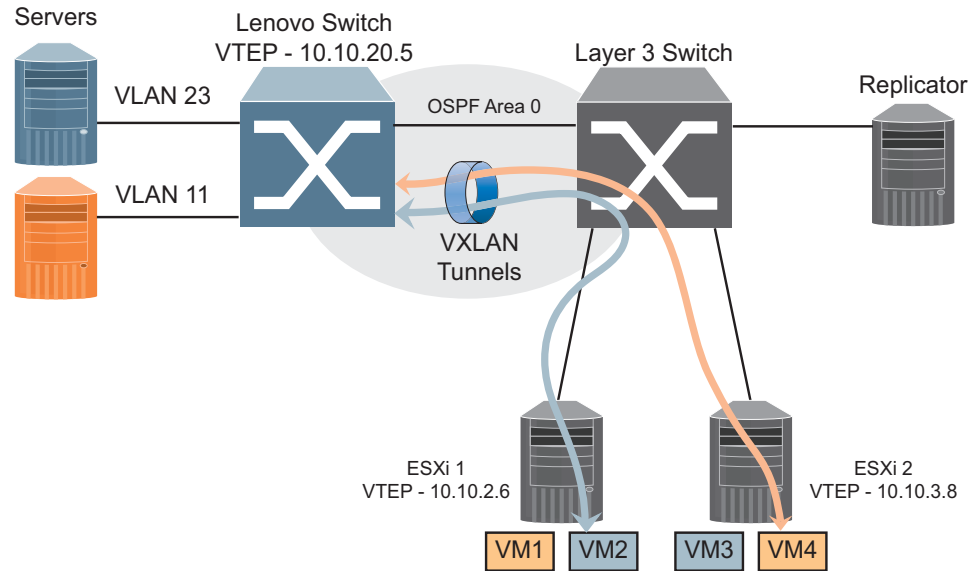 Servers
Lenovo Switch
VTEP - 10.10.20.5
Layer 3 Switch
Replicator
VLAN 23
OSPF Area 0
VLAN 11
VXLAN
Tunnels
ESXi 1
VTEP - 10.10.2.6
ESXi 2
VTEP - 10.10.3.8
VM1
VM2
VM3
VM4